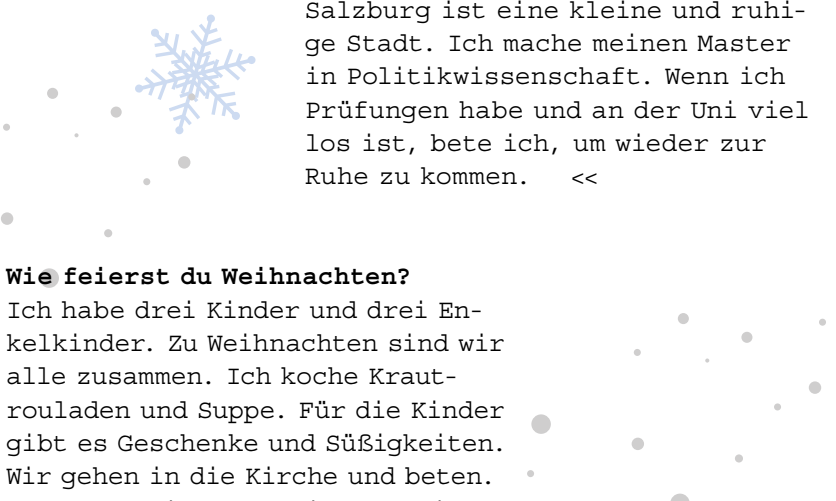 Salzburg ist eine kleine und ruhi-
ge Stadt. Ich mache meinen Master
in Politikwissenschaft. Wenn ich
Prüfungen habe und an der Uni viel
los ist, bete ich, um wieder zur
Ruhe zu kommen. <<
Wie feierst du Weihnachten?
Ich habe drei Kinder und drei En-
kelkinder. Zu Weihnachten sind wir
alle zusammen. Ich koche Kraut-
rouladen und Suppe. Für die Kinder
gibt es Geschenke und Süßigkeiten.
Wir gehen in die Kirche und beten.